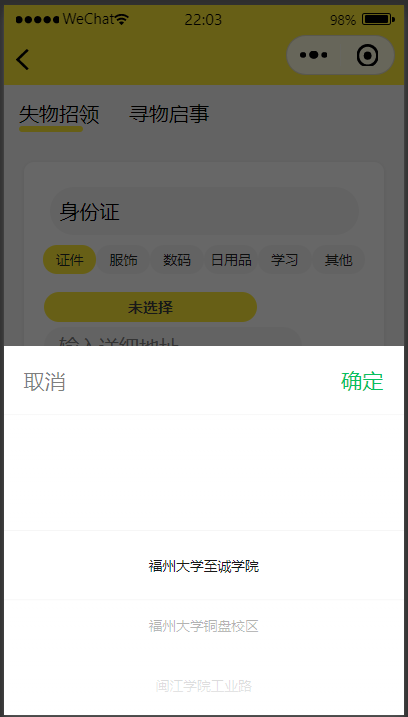 WeChat 22:03 98%
失物招领 寻物启事
身份证
证件 服饰 数码 日用品 学习 其他
未选择
输入详细地址
取消 确定
福州大学至诚学院
福州大学铜盘校区
闽江学院工业路